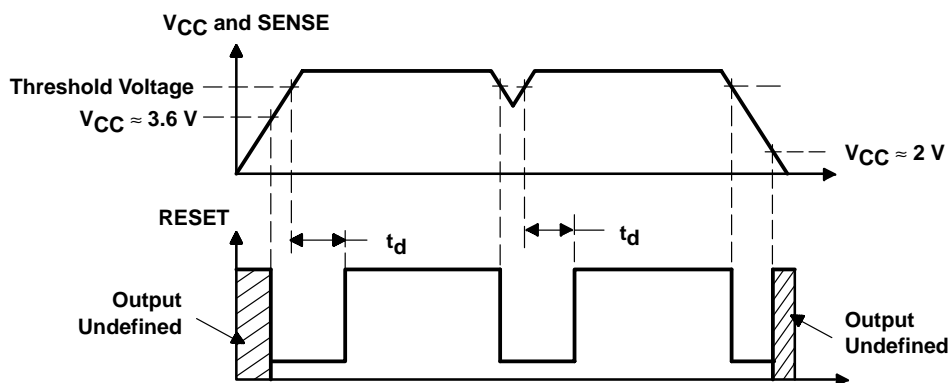 VCC and SENSE
Threshold Voltage
VCC ≈ 3.6 V
VCC ≈ 2 V
RESET
td
td
Output
Undefined
Output
Undefined